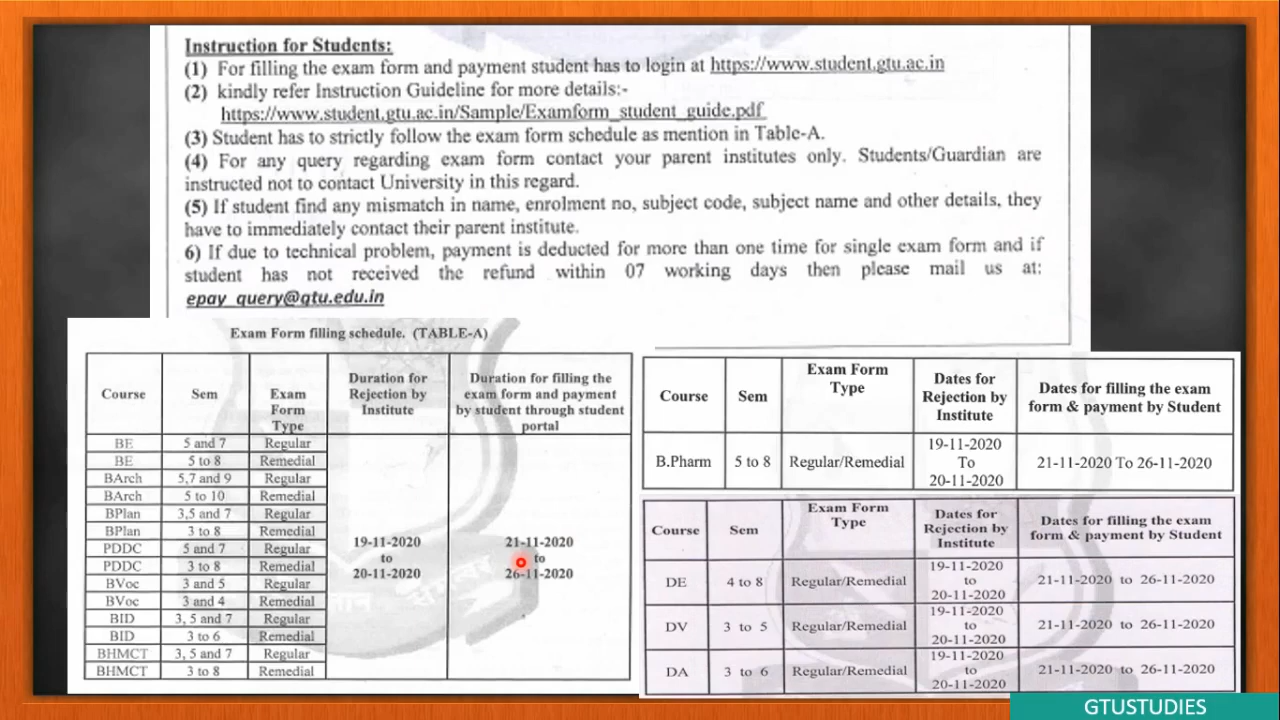 Instruction for Students:
(1) For filling the exam form and payment student has to login at https://www.student.gtu.ac.in
(2) kindly refer Instruction Guideline for more details:-
https://www.student.gtu.ac.in/Sample/Examform_student_guide.pdf
(3) Student has to strictly follow the exam form schedule as mention in Table-A.
(4) For any query regarding exam form contact your parent institutes only. Students/Guardian are
instructed not to contact University in this regard.
(5) If student find any mismatch in name, enrolment no, subject code, subject name and other details, they
have to immediately contact their parent institute.
6) If due to technical problem, payment is deducted for more than one time for single exam form and if
student has not received the refund within 07 working days then please mail us at:
epay_query@gtu.edu.in
Exam Form filling schedule. (TABLE-A)
Course Sem Exam Form Type Duration for Rejection by Institute Duration for filling the exam form and payment by student through student portal
BE 5 and 7 Regular
BE 5 to 8 Remedial
BArch 5,7 and 9 Regular
BArch 5 to 10 Remedial
BPlan 3,5 and 7 Regular
BPlan 3 to 8 Remedial
PDDC 5 and 7 Regular
PDDC 3 to 8 Remedial
BVoc 3 and 5 Regular
BVoc 3 and 4 Remedial
BID 3, 5 and 7 Regular
BID 3 to 6 Remedial
BHMCT 3, 5 and 7 Regular
BHMCT 3 to 8 Remedial
19-11-2020 to 20-11-2020
21-11-2020 to 26-11-2020
Course Sem Exam Form Type Dates for Rejection by Institute Dates for filling the exam form & payment by Student
B.Pharm 5 to 8 Regular/Remedial 19-11-2020 To 20-11-2020 21-11-2020 To 26-11-2020
Course Sem Exam Form Type Dates for Rejection by Institute Dates for filling the exam form & payment by Student
DE 4 to 8 Regular/Remedial 19-11-2020 to 20-11-2020 21-11-2020 to 26-11-2020
DV 3 to 5 Regular/Remedial 19-11-2020 to 20-11-2020 21-11-2020 to 26-11-2020
DA 3 to 6 Regular/Remedial 19-11-2020 to 20-11-2020 21-11-2020 to 26-11-2020
GTUSTUDIES